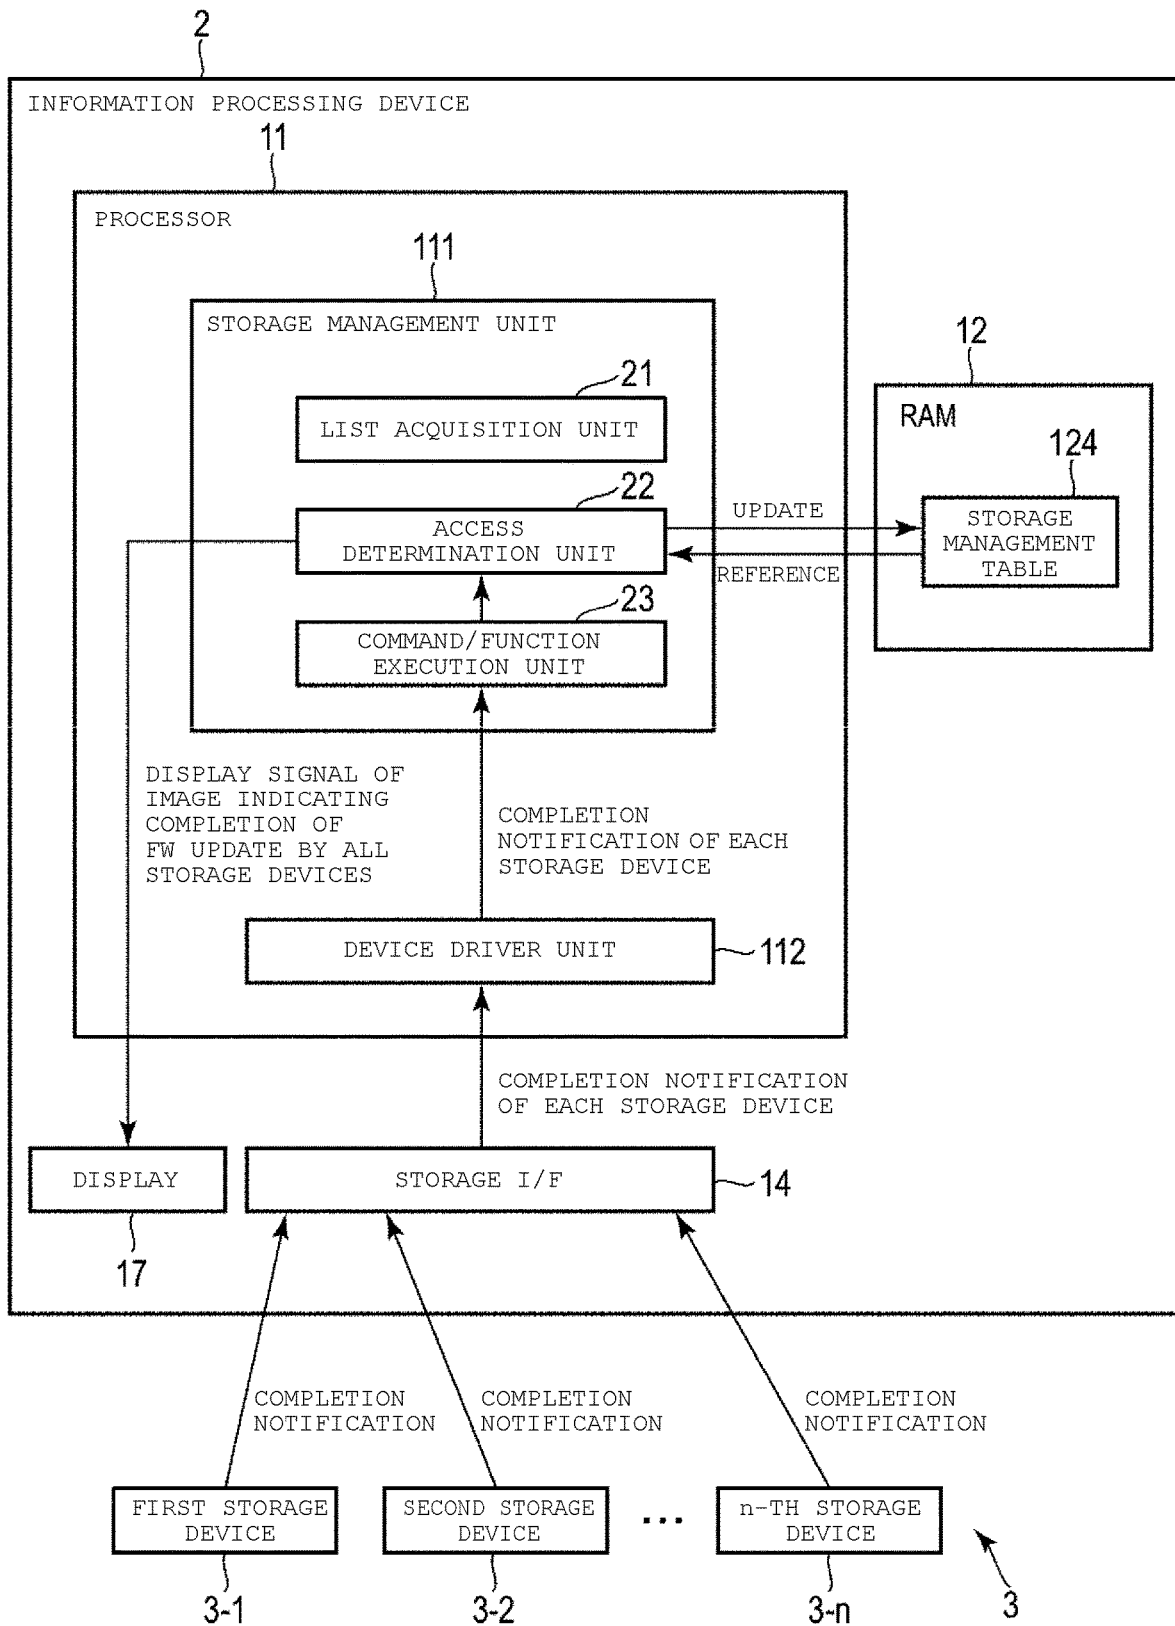 2
INFORMATION PROCESSING DEVICE
11
PROCESSOR
111
STORAGE MANAGEMENT UNIT
21
LIST ACQUISITION UNIT
22
ACCESS
DETERMINATION UNIT
23
COMMAND/FUNCTION
EXECUTION UNIT
UPDATE
REFERENCE
12
RAM
124
STORAGE
MANAGEMENT
TABLE
DISPLAY SIGNAL OF
IMAGE INDICATING
COMPLETION OF
FW UPDATE BY ALL
STORAGE DEVICES
COMPLETION
NOTIFICATION OF EACH
STORAGE DEVICE
DEVICE DRIVER UNIT
112
COMPLETION NOTIFICATION
OF EACH STORAGE DEVICE
DISPLAY
17
STORAGE I/F
14
COMPLETION
NOTIFICATION
COMPLETION
NOTIFICATION
COMPLETION
NOTIFICATION
FIRST STORAGE
DEVICE
3-1
SECOND STORAGE
DEVICE
3-2
...
n-TH STORAGE
DEVICE
3-n
3